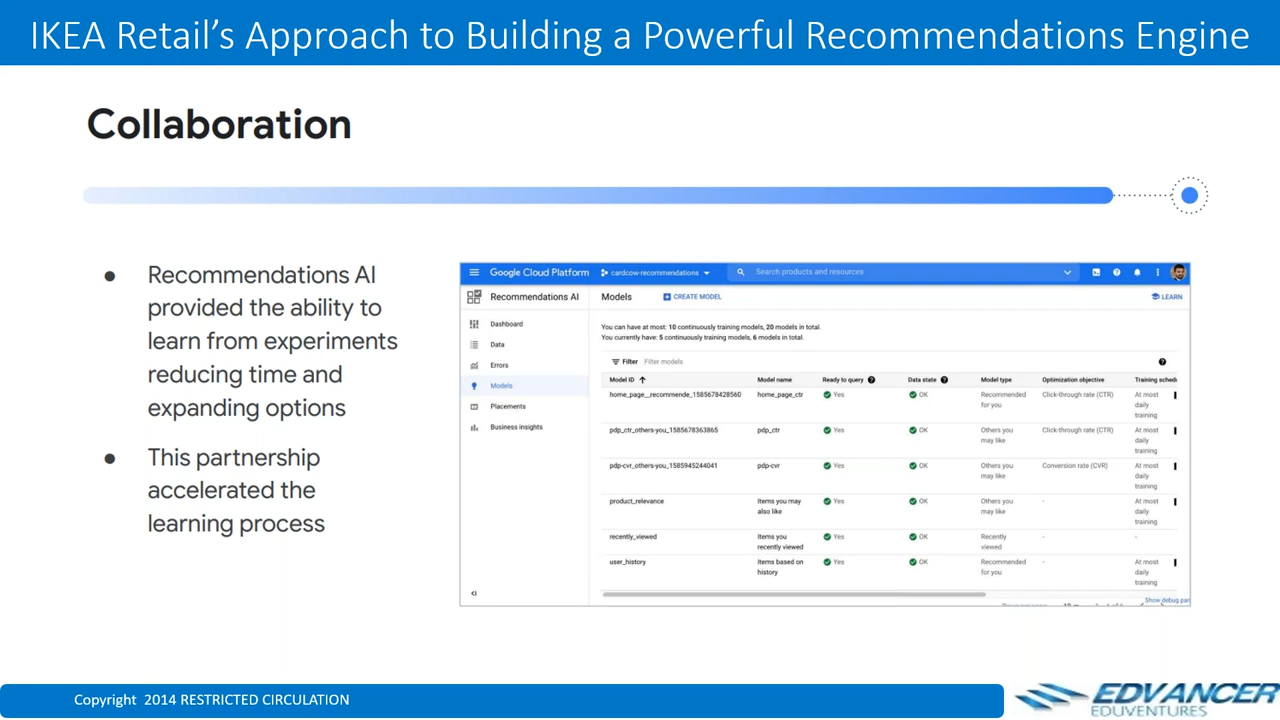 IKEA Retail's Approach to Building a Powerful Recommendations Engine
Collaboration
● Recommendations AI
provided the ability to
learn from experiments
reducing time and
expanding options
● This partnership
accelerated the
learning process
Google Cloud Platform
cardcow-recommendations
Search products and resources
Recommendations AI
Models
CREATE MODEL
LEARN
Dashboard
Data
Errors
Models
Placements
Business insights
You can have at most: 10 continuously training models, 20 models in total.
You currently have: 5 continuously training models, 6 models in total.
Filter Filter models
Model ID Model name Ready to query Data state Model type Optimization objective Training schedu
home_page__recommende_1585678428560 home_page_ctr Yes OK Recommended Click-through rate (CTR) At most
for you daily
training
pdp_ctr_others-you_1585678363865 pdp_ctr Yes OK Others you Click-through rate (CTR) At most
may like daily
training
pdp-cvr_others-you_1585945244041 pdp-cvr Yes OK Others you Conversion rate (CVR) At most
may like daily
training
product_relevance Items you may Yes OK Others you - At most
also like may like daily
training
recently_viewed Items you Yes OK Recently - -
recently viewed viewed
user_history Items based on Yes OK Recommended - At most
history for you daily
training
Show debug pan
Copyright 2014 RESTRICTED CIRCULATION
EDVANCER
EDUVENTURES